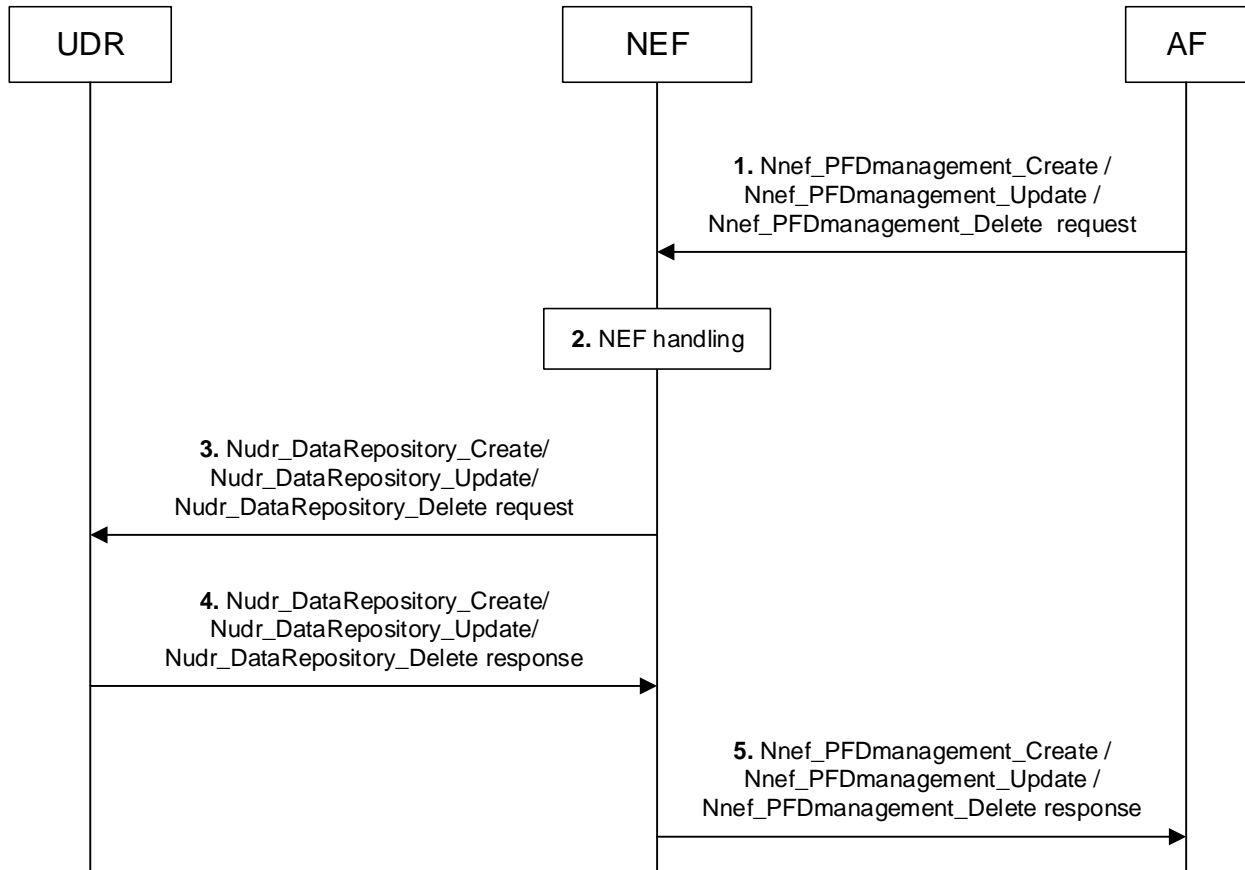 UDR
NEF
AF
1. Nnef_PFDmanagement_Create /
Nnef_PFDmanagement_Update /
Nnef_PFDmanagement_Delete request
2. NEF handling
3. Nudr_DataRepository_Create/
Nudr_DataRepository_Update/
Nudr_DataRepository_Delete request
4. Nudr_DataRepository_Create/
Nudr_DataRepository_Update/
Nudr_DataRepository_Delete response
5. Nnef_PFDmanagement_Create /
Nnef_PFDmanagement_Update /
Nnef_PFDmanagement_Delete response